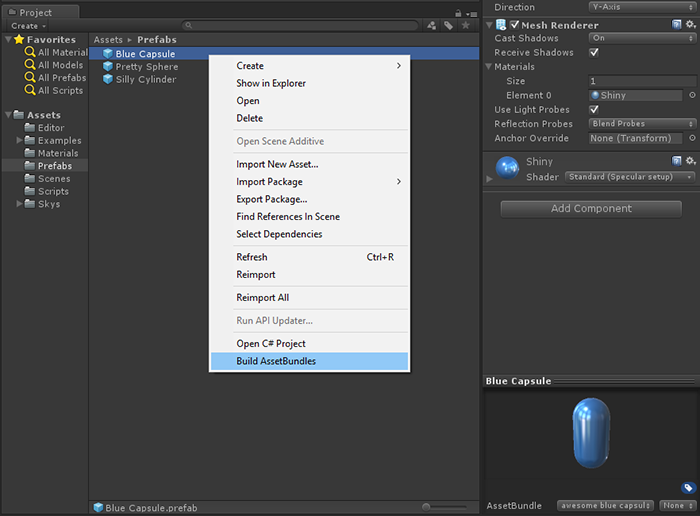 Project
Create
Favorites
All Material
All Models
All Prefabs
All Scripts
Assets
Editor
Examples
Materials
Prefabs
Scenes
Scripts
Skys
Assets ▸ Prefabs
Blue Capsule
Pretty Sphere
Silly Cylinder
Create
Show in Explorer
Open
Delete
Open Scene Additive
Import New Asset...
Import Package
Export Package...
Find References In Scene
Select Dependencies
Refresh Ctrl+R
Reimport
Reimport All
Run API Updater...
Open C# Project
Build AssetBundles
Blue Capsule.prefab
Direction Y-Axis
Mesh Renderer
Cast Shadows On
Receive Shadows
Materials
Size 1
Element 0 Shiny
Use Light Probes
Reflection Probes Blend Probes
Anchor Override None (Transform)
Shiny
Shader Standard (Specular setup)
Add Component
Blue Capsule
AssetBundle awesome blue capsul None